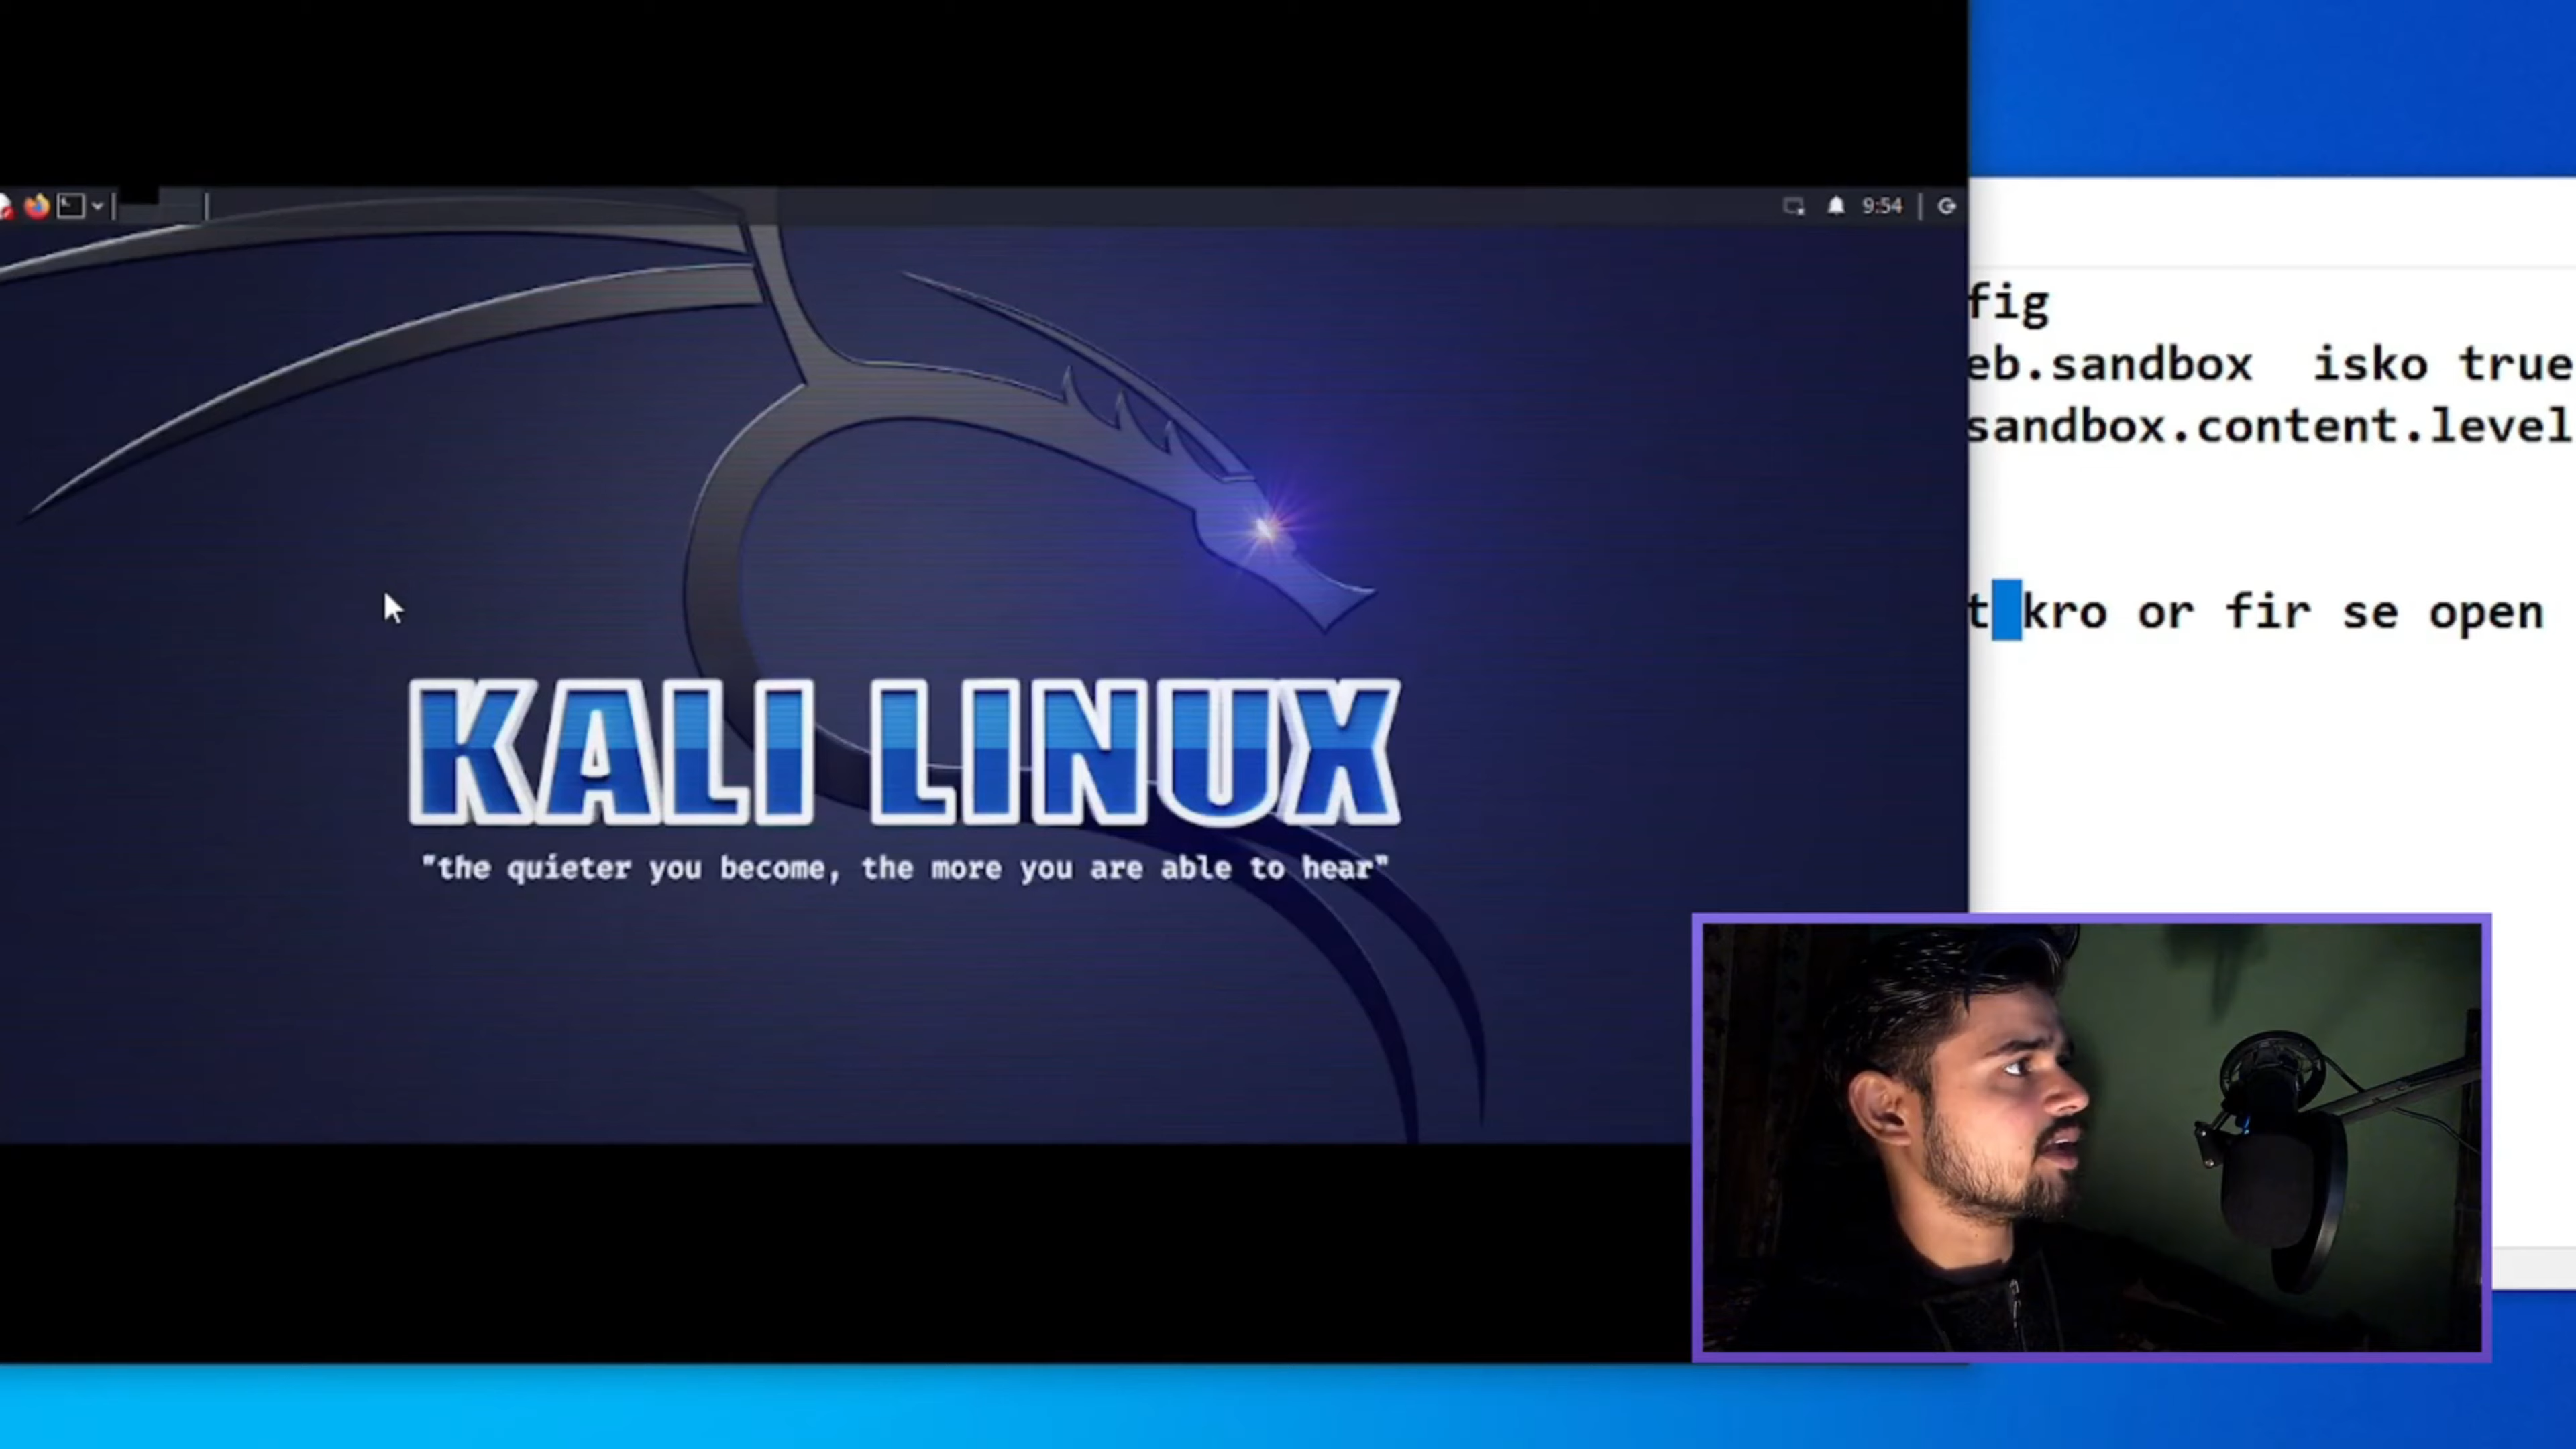 9:54
fig
eb.sandbox isko true
sandbox.content.level
t kro or fir se open
KALI LINUX
"the quieter you become, the more you are able to hear"